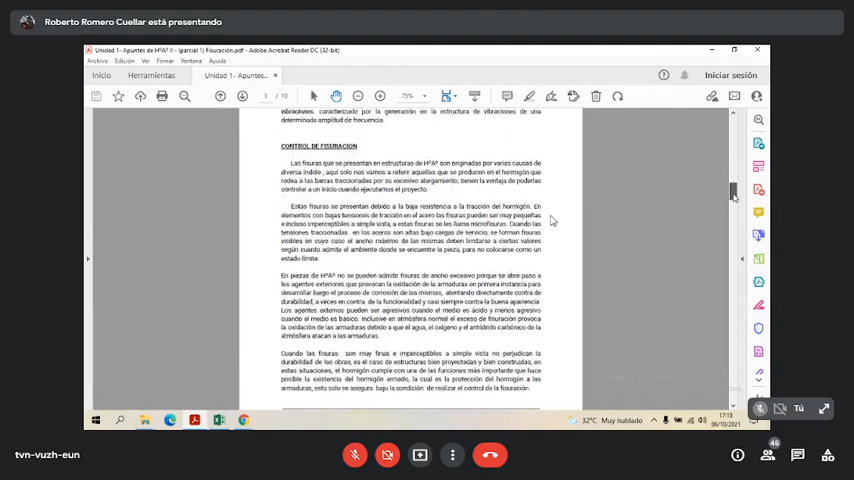 Roberto Romero Cuellar está presentando
Unidad 1- Apuntes de HºAº II - (parcial 1) Fisuración.pdf - Adobe Acrobat Reader DC (32-bit)
Archivo Edición Ver Firmar Ventana Ayuda
Inicio Herramientas Unidad 1- Apuntes... × Iniciar sesión
3 / 10 75%
vibraciones, caracterizado por la generación en la estructura de vibraciones de una
determinada amplitud de frecuencia.
CONTROL DE FISURACION
Las fisuras que se presentan en estructuras de HºAº son originadas por varias causas de
diversa índole , aquí solo nos vamos a referir aquellas que se producen en el hormigón que
rodea a las barras traccionadas por su excesivo alargamiento, tienen la ventaja de poderlas
controlar a un inicio cuando ejecutamos el proyecto.
Estas fisuras se presentan debido a la baja resistencia a la tracción del hormigón. En
elementos con bajas tensiones de tracción en el acero las fisuras pueden ser muy pequeñas
e incluso imperceptibles a simple vista, a estas fisuras se les llama microfisuras. Cuando las
tensiones traccionadas en los aceros son altas bajo cargas de servicio, se forman fisuras
visibles en cuyo caso el ancho máximo de las mismas deben limitarse a ciertos valores
según cuanto admite el ambiente donde se encuentre la pieza, para no colocarse como un
estado límite.
En piezas de HºAº no se pueden admitir fisuras de ancho excesivo porque se abre paso a
los agentes exteriores que provocan la oxidación de la armaduras en primera instancia para
desarrollar luego el proceso de corrosión de las mismas, atentando directamente contra de
durabilidad, a veces en contra de la funcionalidad y casi siempre contra la buena apariencia.
Los agentes externos pueden ser agresivos cuando el medio es ácido y menos agresivo
cuando el medio es básico. Inclusive en atmósfera normal el exceso de fisuración provoca
la oxidación de las armaduras debido a que el agua, el oxígeno y el anhídrido carbónico de la
atmósfera atacan a las armaduras.
Cuando las fisuras son muy finas e imperceptibles a simple vista no perjudican la
durabilidad de las obras, es el caso de estructuras bien proyectadas y bien construidas, en
estas situaciones, el hormigón cumple con una de las funciones más importante que hace
posible la existencia del hormigón armado, la cual es la protección del hormigón a las
armaduras, esto solo se asegura bajo la condición de realizar el control de la fisuración.
Activar Windows
32°C Muy nublado
17:15
06/10/2021
Tú
tvn-vuzh-eun
46